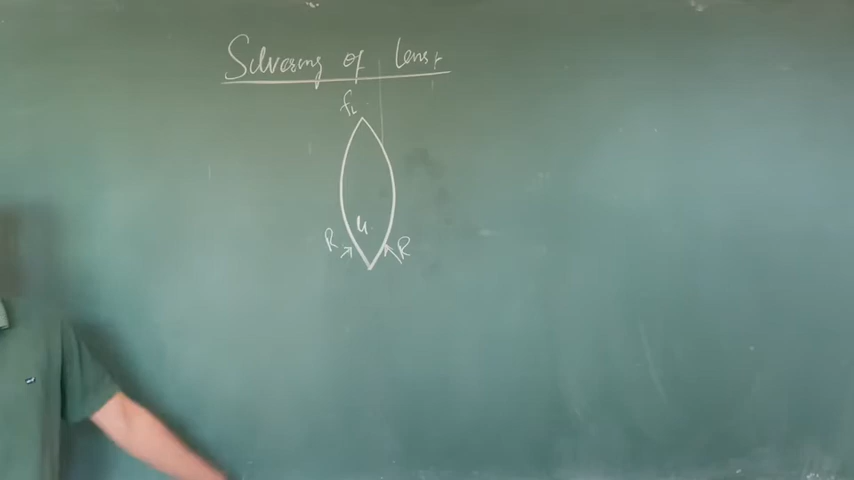 Silvering of lens
fL
μ
R R